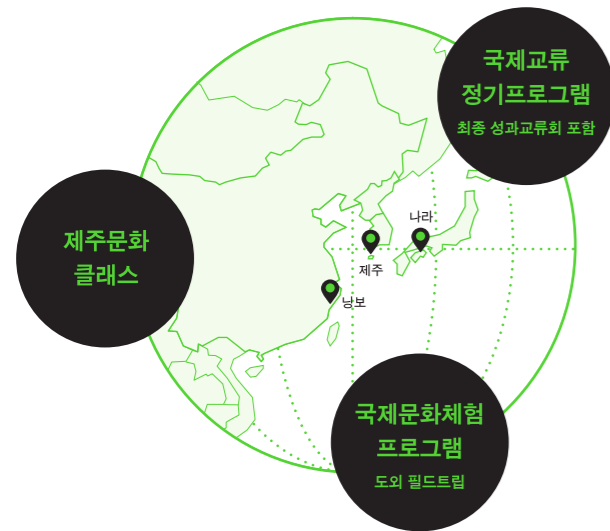 국제교류
정기프로그램
최종 성과교류회 포함
제주문화
클래스
나라
제주
낭보
국제문화체험
프로그램
도외 필드트립